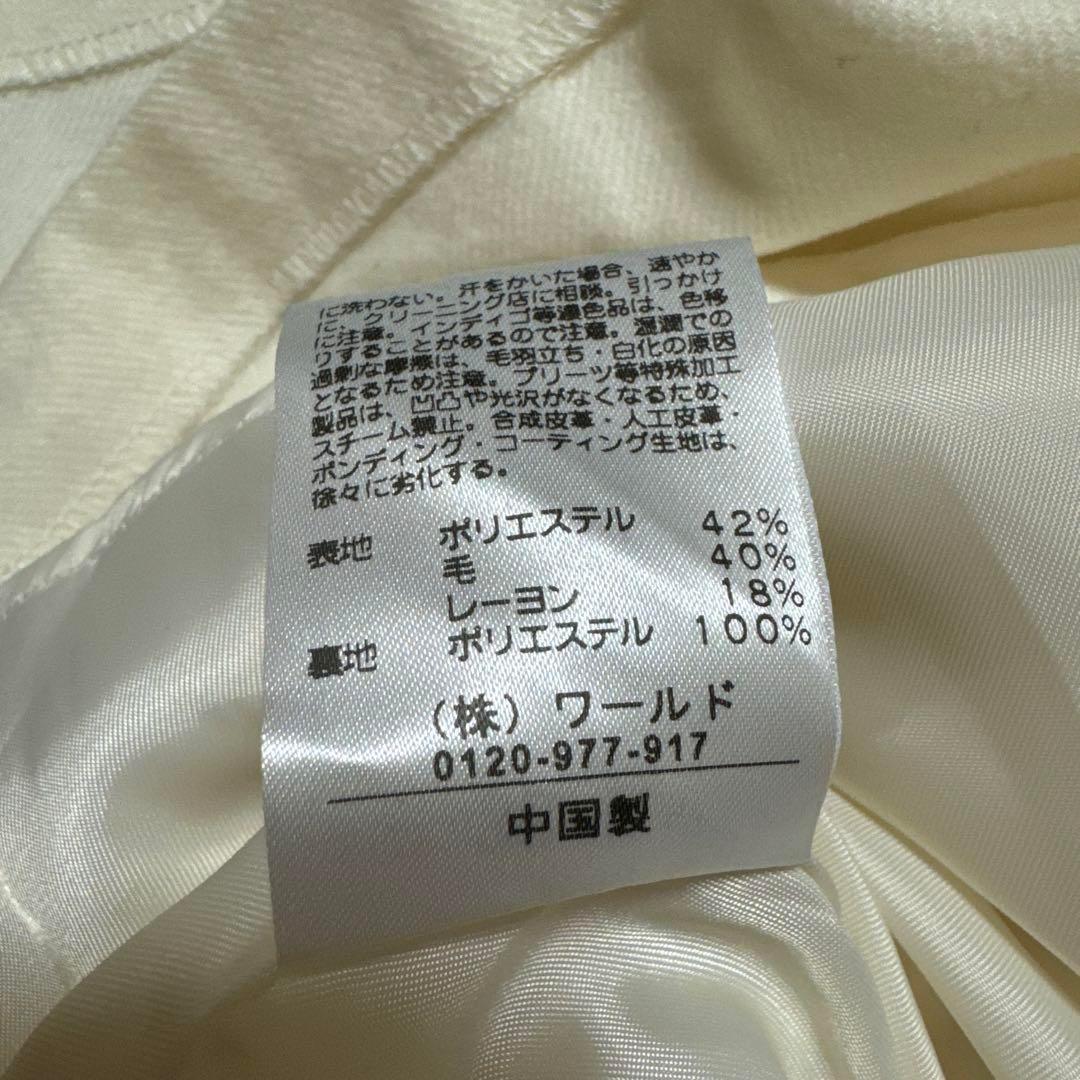 に洗わない。汗をかいた場合、速やか
に、クリーニング店に相談。引っかけ
に注意。インディゴ等濃色品は、色移
りすることがあるので注意。湿潤での
過剰な摩擦は、毛羽立ち・白化の原因
となるため注意。プリーツ等特殊加工
製品は、凹凸や光沢がなくなるため、
スチーム禁止。合成皮革・人工皮革・
ボンディング・コーティング生地は、
徐々に劣化する。
表地 ポリエステル 42%
毛 40%
レーヨン 18%
裏地 ポリエステル 100%
(株) ワールド
0120-977-917
中国製